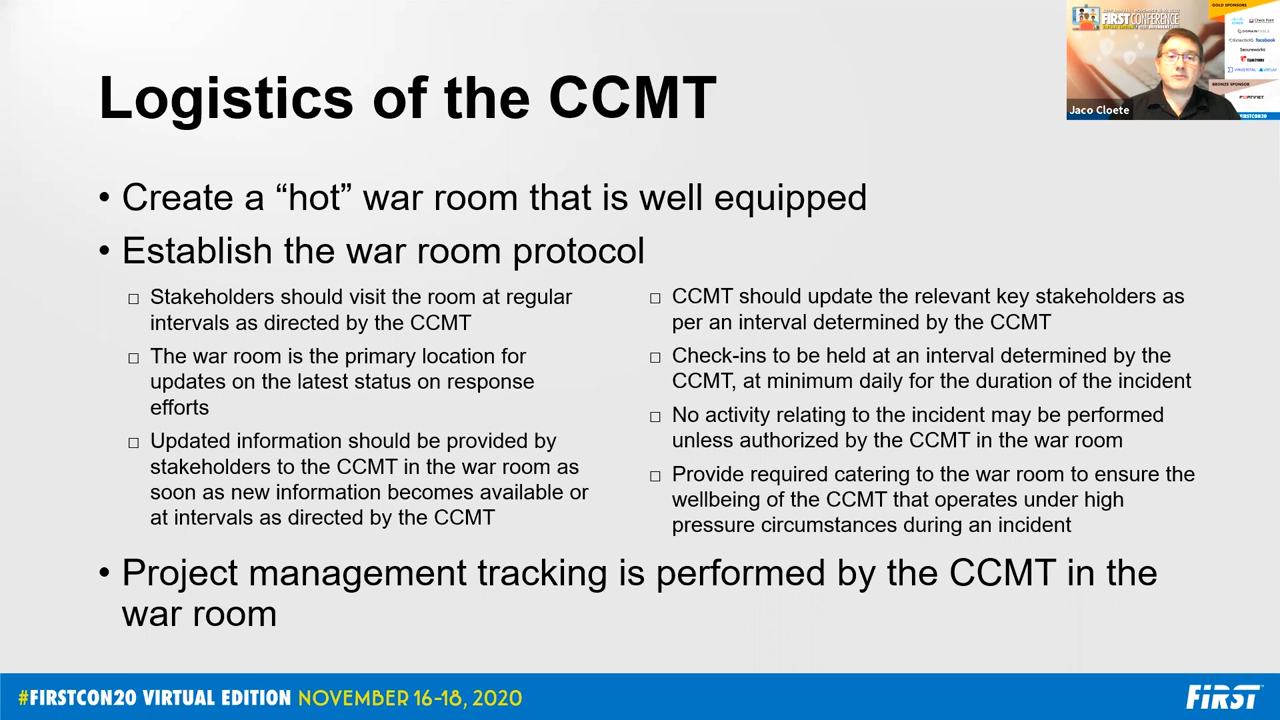 Logistics of the CCMT
• Create a “hot” war room that is well equipped
• Establish the war room protocol
□ Stakeholders should visit the room at regular
intervals as directed by the CCMT
□ The war room is the primary location for
updates on the latest status on response
efforts
□ Updated information should be provided by
stakeholders to the CCMT in the war room as
soon as new information becomes available or
at intervals as directed by the CCMT
□ CCMT should update the relevant key stakeholders as
per an interval determined by the CCMT
□ Check-ins to be held at an interval determined by the
CCMT, at minimum daily for the duration of the incident
□ No activity relating to the incident may be performed
unless authorized by the CCMT in the war room
□ Provide required catering to the war room to ensure the
wellbeing of the CCMT that operates under high
pressure circumstances during an incident
• Project management tracking is performed by the CCMT in the
war room
FIRST CONFERENCE
GOLD SPONSORS
Check Point
DOMAINTOOLS
facebook
Secureworks
BRONZE SPONSOR
FORTINET
FIRSTCON20
Jaco Cloete
#FIRSTCON20 VIRTUAL EDITION NOVEMBER 16-18, 2020
FiRST